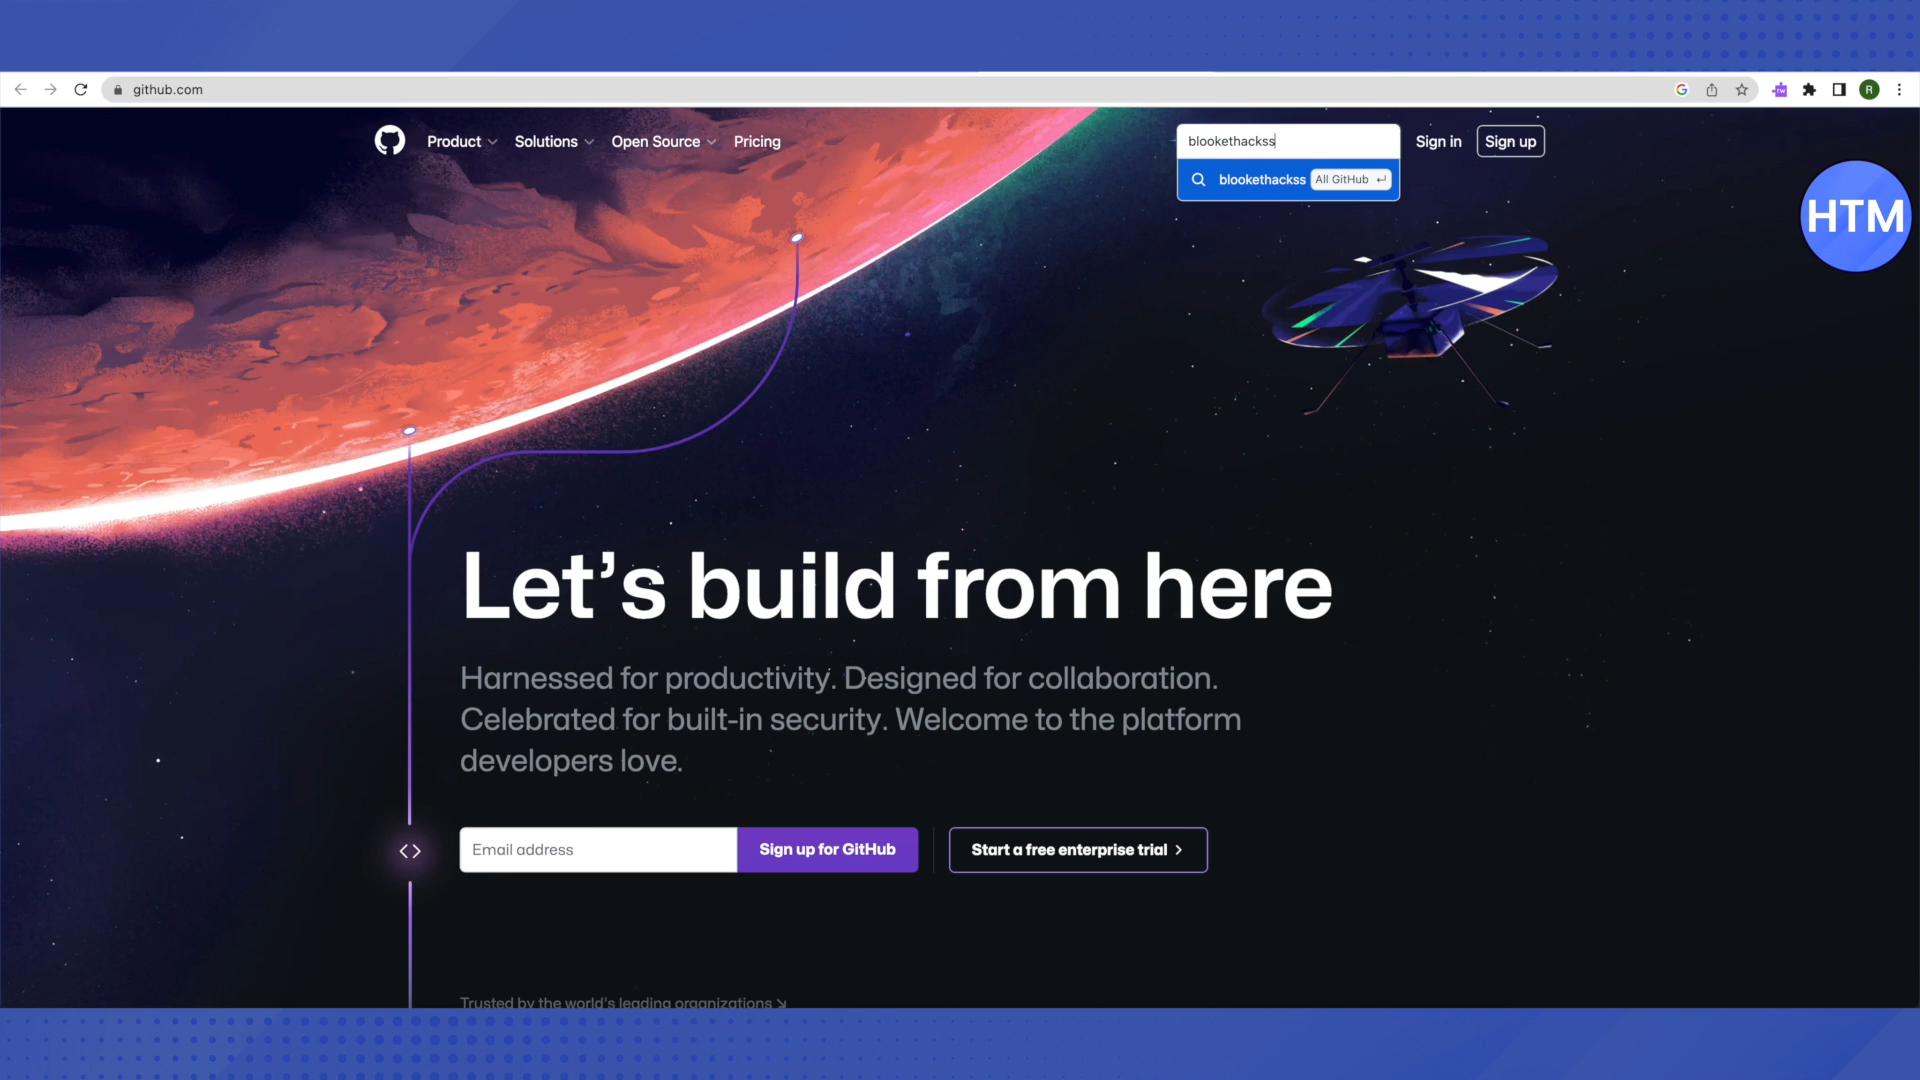 github.com
R
Product
Solutions
Open Source
Pricing
blookethackss
Sign in
Sign up
blookethackss All GitHub
HTM
Let’s build from here
Harnessed for productivity. Designed for collaboration.
Celebrated for built-in security. Welcome to the platform
developers love.
Email address
Sign up for GitHub
Start a free enterprise trial
Trusted by the world’s leading organizations